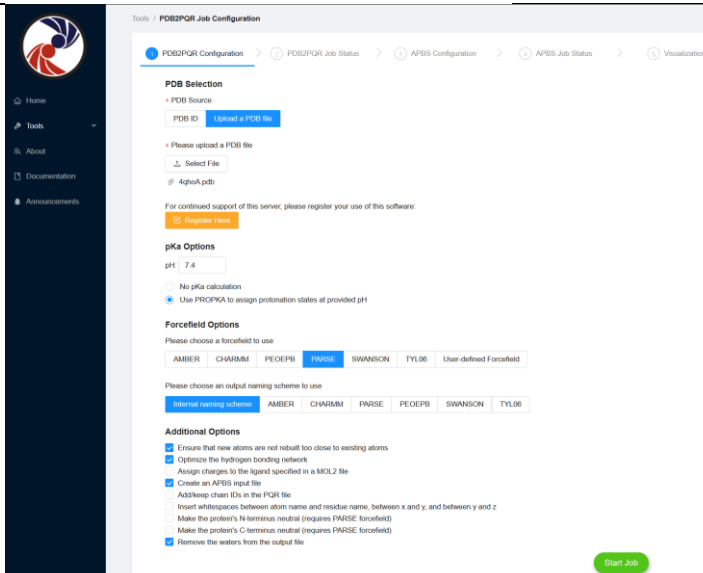 Tools / PDB2PQR Job Configuration
1 PDB2PQR Configuration > 2 PDB2PQR Job Status > 3 APBS Configuration > 4 APBS Job Status > 5 Visualization
Home
Tools
About
Documentation
Announcements
PDB Selection
* PDB Source
PDB ID Upload a PDB file
* Please upload a PDB file
Select File
4qhoA.pdb
For continued support of this server, please register your use of this software:
Register Here
pKa Options
pH: 7.4
No pKa calculation
Use PROPKA to assign protonation states at provided pH
Forcefield Options
Please choose a forcefield to use
AMBER CHARMM PEOEPB PARSE SWANSON TYL06 User-defined Forcefield
Please choose an output naming scheme to use
Internal naming scheme AMBER CHARMM PARSE PEOEPB SWANSON TYL06
Additional Options
Ensure that new atoms are not rebuilt too close to existing atoms
Optimize the hydrogen bonding network
Assign charges to the ligand specified in a MOL2 file
Create an APBS input file
Add/keep chain IDs in the PQR file
Insert whitespaces between atom name and residue name, between x and y, and between y and z
Make the protein's N-terminus neutral (requires PARSE forcefield)
Make the protein's C-terminus neutral (requires PARSE forcefield)
Remove the waters from the output file
Start Job